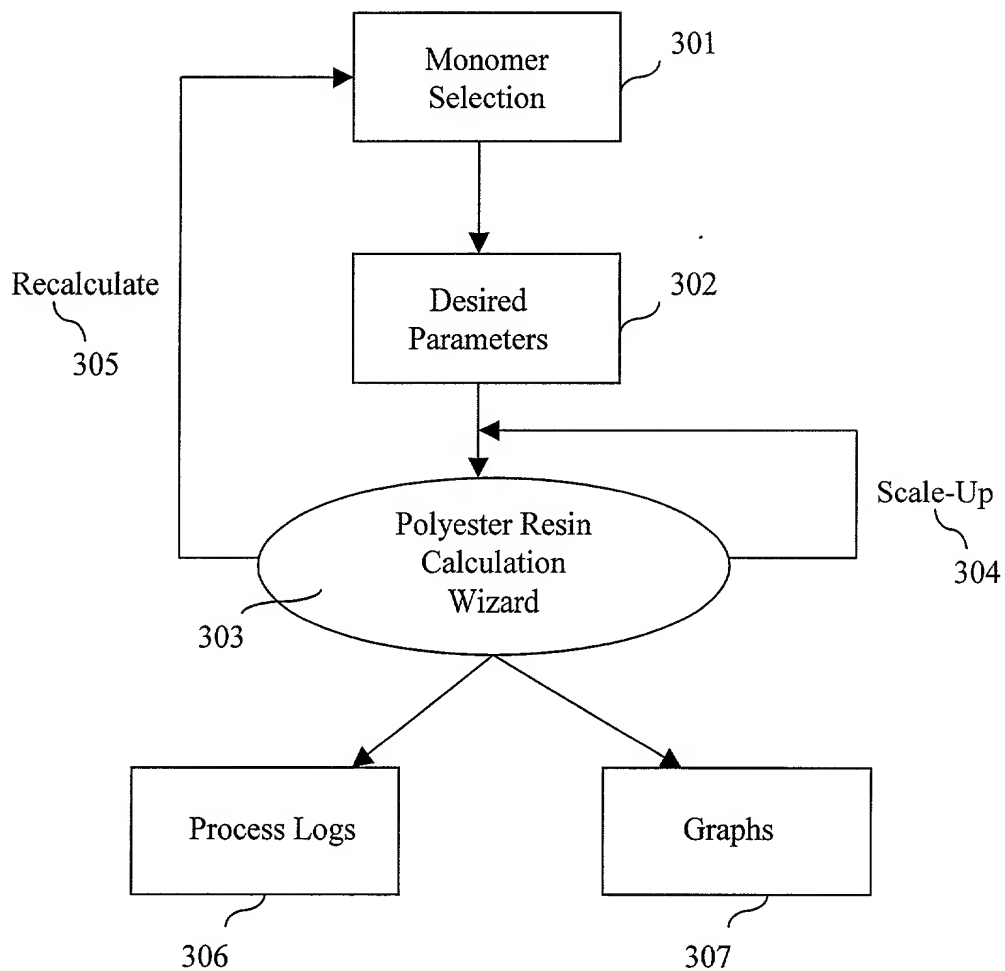 Monomer
Selection
301
Desired
Parameters
302
Recalculate
305
Scale-Up
304
Polyester Resin
Calculation
Wizard
303
Process Logs
306
Graphs
307